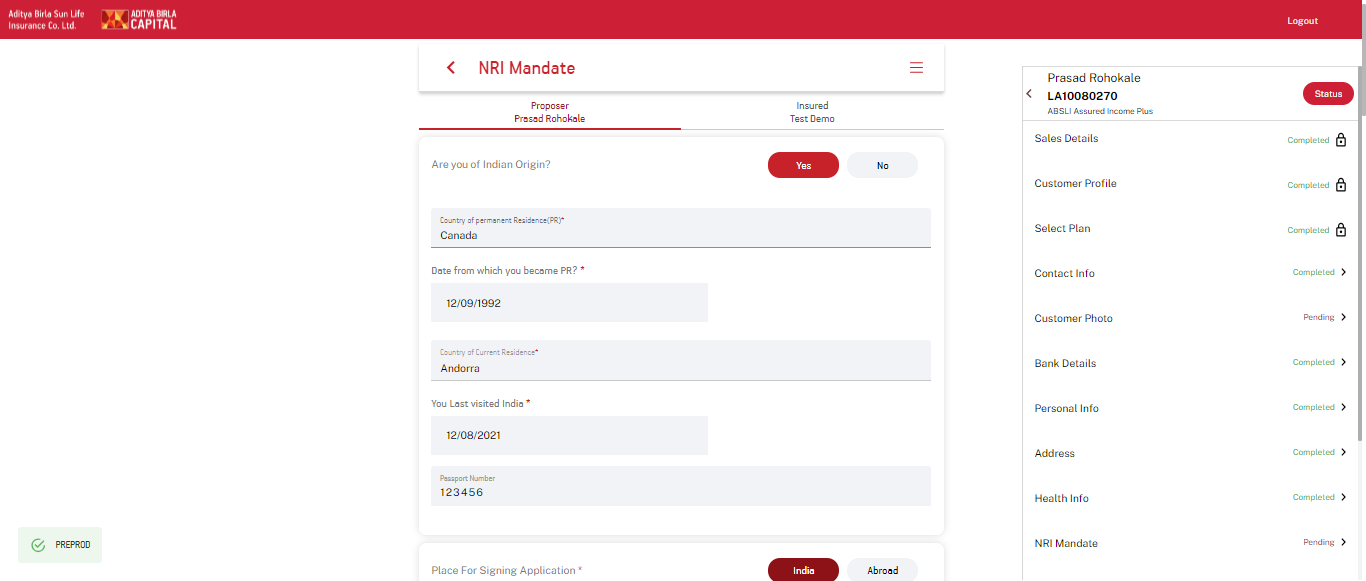 Aditya Birla Sun Life
Insurance Co. Ltd.
ADITYA BIRLA
CAPITAL
Logout
NRI Mandate
Proposer
Prasad Rohokale
Insured
Test Demo
Are you of Indian Origin?
Yes
No
Country of permanent Residence(PR)*
Canada
Date from which you became PR? *
12/09/1992
Country of Current Residence*
Andorra
You Last visited India *
12/08/2021
Passport Number
123456
Place For Signing Application *
India
Abroad
PREPROD
Prasad Rohokale
LA10080270
ABSLI Assured Income Plus
Status
Sales Details
Completed
Customer Profile
Completed
Select Plan
Completed
Contact Info
Completed
Customer Photo
Pending
Bank Details
Completed
Personal Info
Completed
Address
Completed
Health Info
Completed
NRI Mandate
Pending